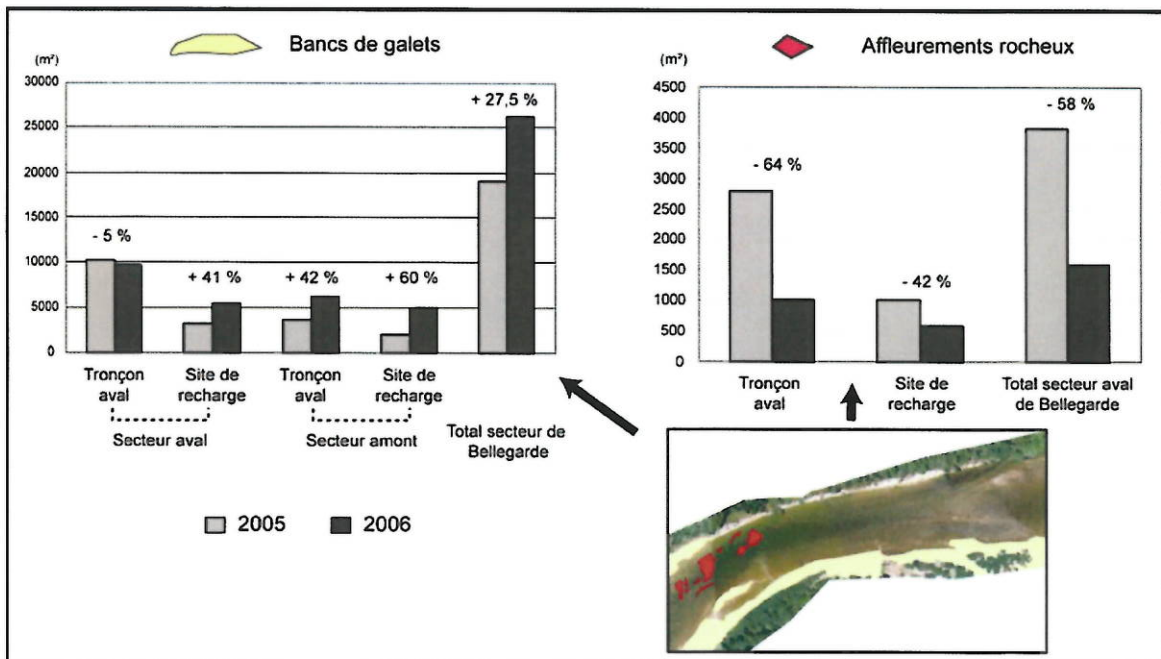 Bancs de galets
(m²)
30000
25000
20000
15000
10000
5000
0
- 5 %
+ 41 %
+ 42 %
+ 60 %
+ 27,5 %
Tronçon
aval
Site de
recharge
Tronçon
aval
Site de
recharge
Secteur aval
Secteur amont
Total secteur de
Bellegarde
2005
2006
Affleurements rocheux
(m²)
4500
4000
3500
3000
2500
2000
1500
1000
500
0
- 64 %
- 42 %
- 58 %
Tronçon
aval
Site de
recharge
Total secteur aval
de Bellegarde